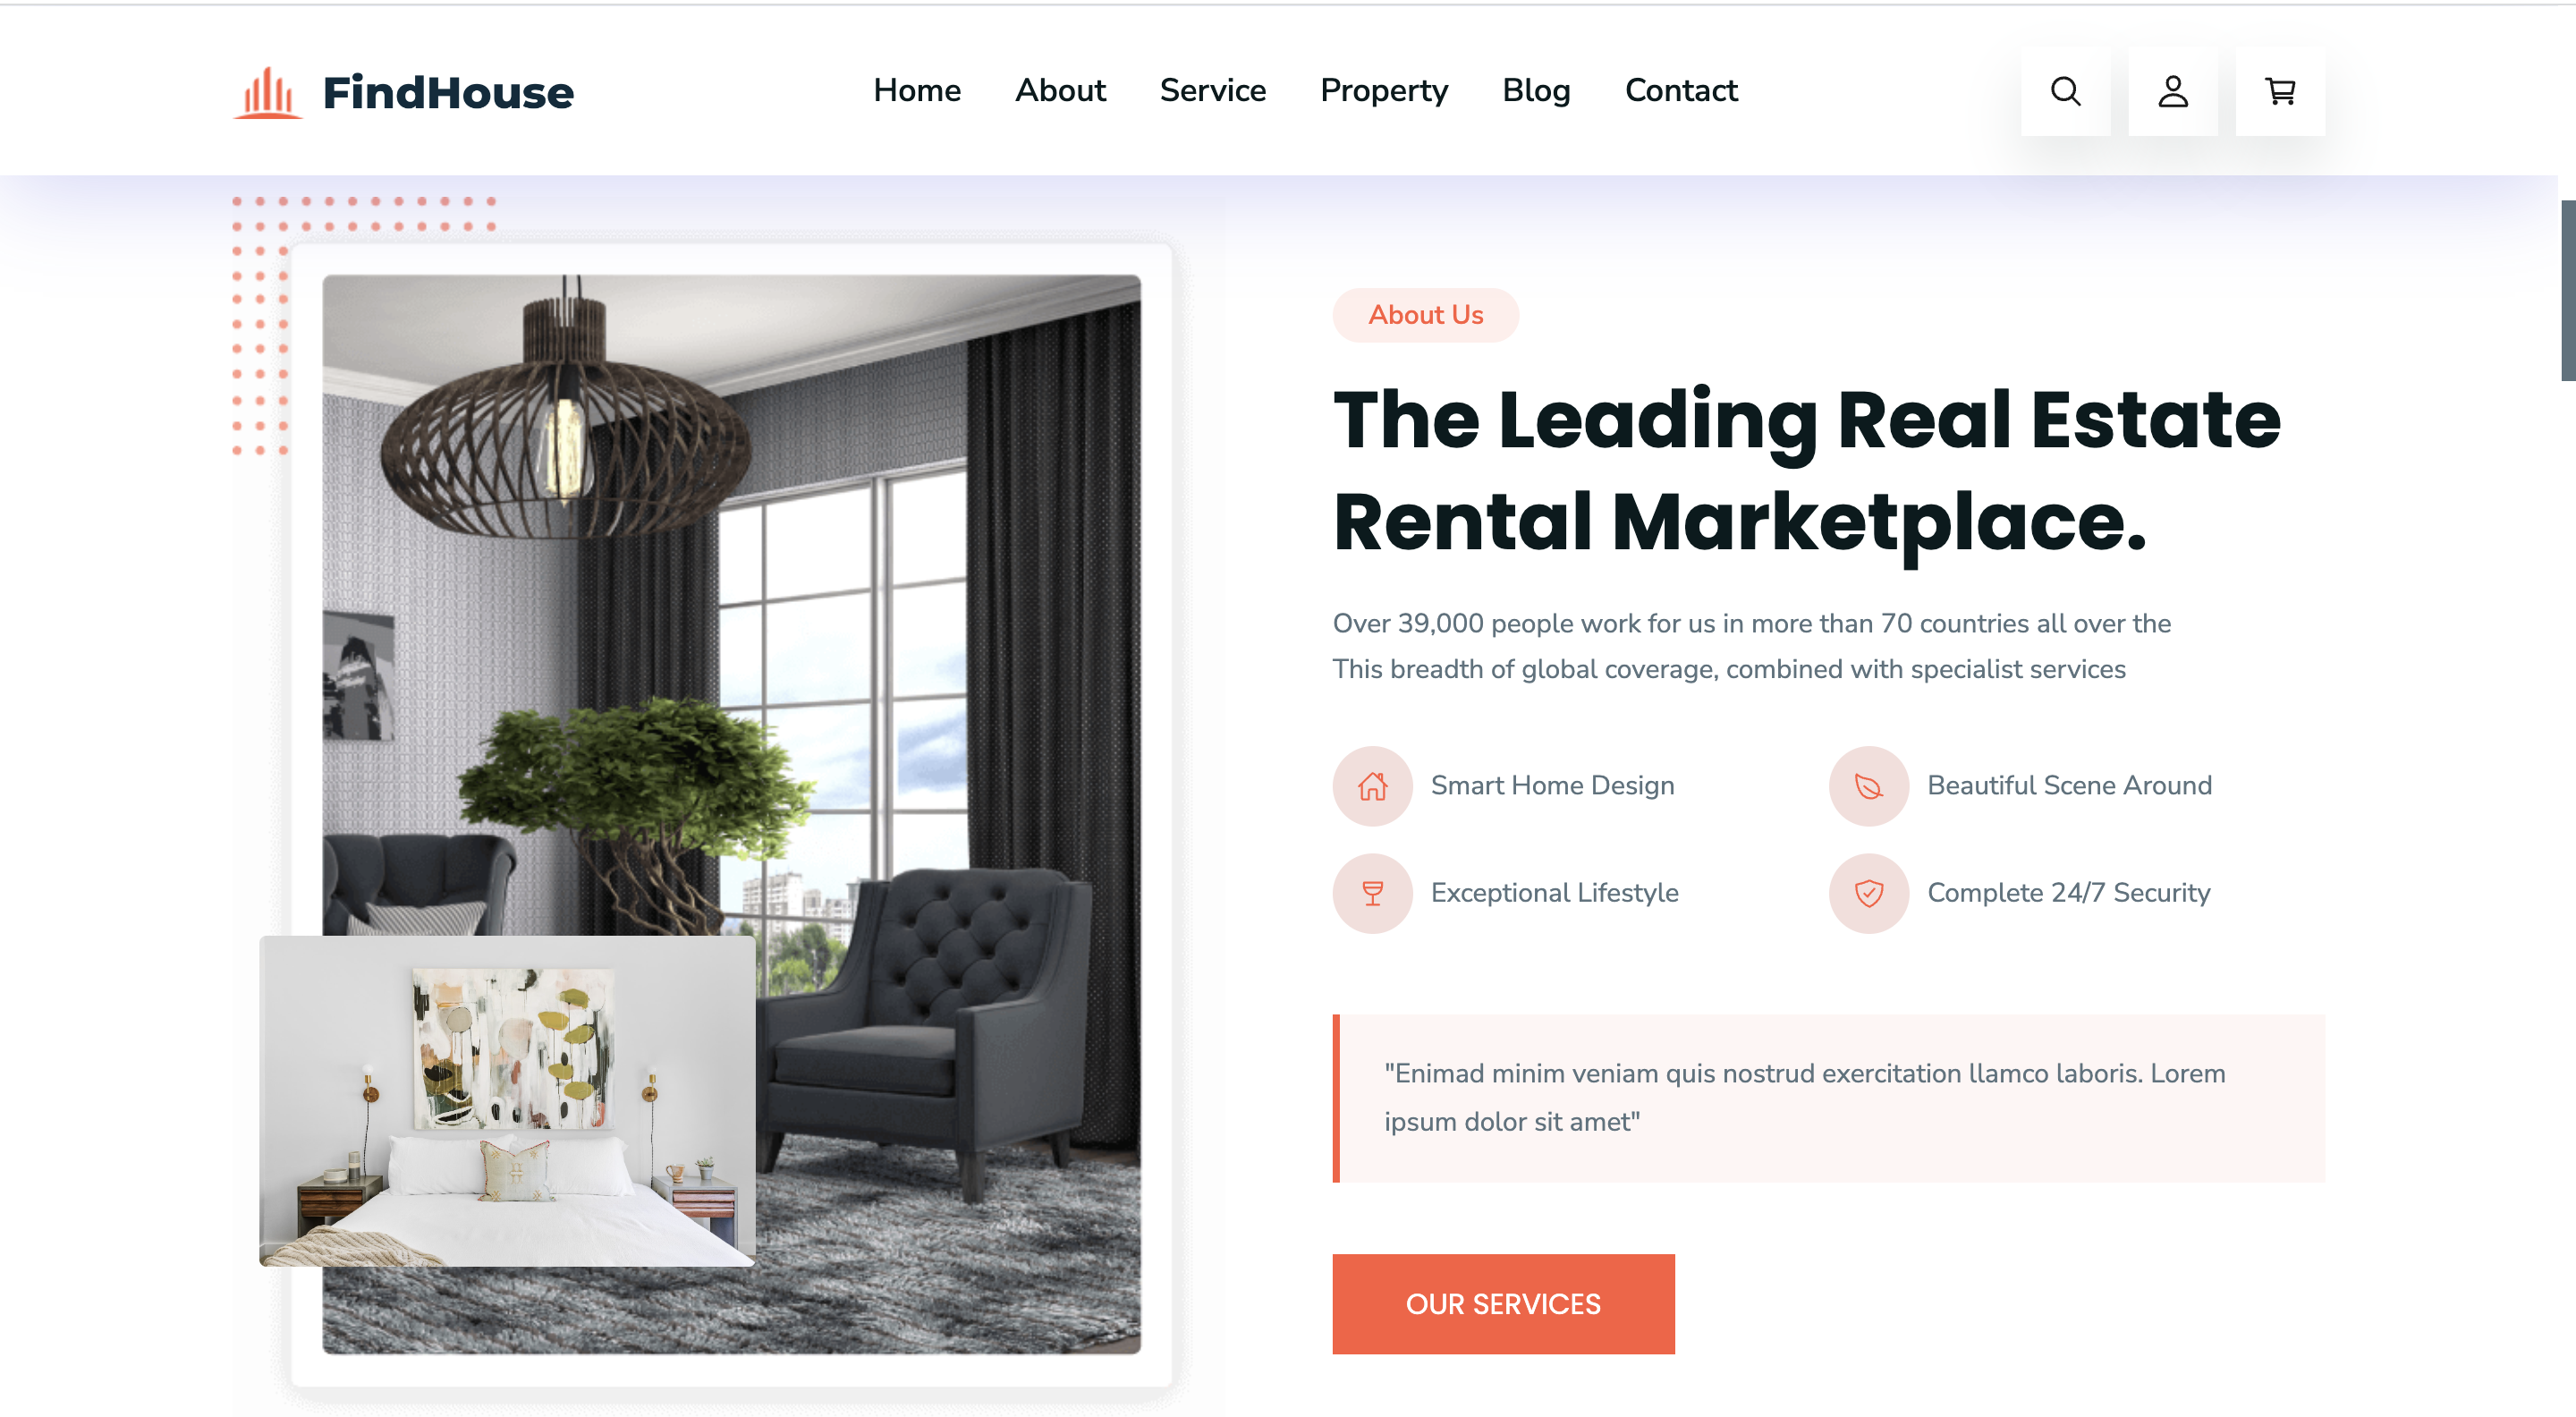 FindHouse
Home About Service Property Blog Contact
About Us
The Leading Real Estate
Rental Marketplace.
Over 39,000 people work for us in more than 70 countries all over the
This breadth of global coverage, combined with specialist services
Smart Home Design
Beautiful Scene Around
Exceptional Lifestyle
Complete 24/7 Security
"Enimad minim veniam quis nostrud exercitation llamco laboris. Lorem
ipsum dolor sit amet"
OUR SERVICES